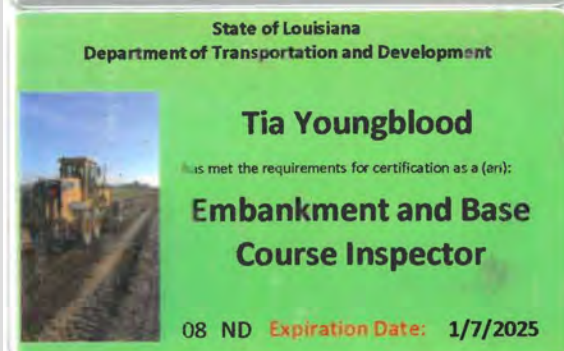 State of Louisiana
Department of Transportation and Development
Tia Youngblood
has met the requirements for certification as a (an):
Embankment and Base
Course Inspector
08 ND Expiration Date: 1/7/2025